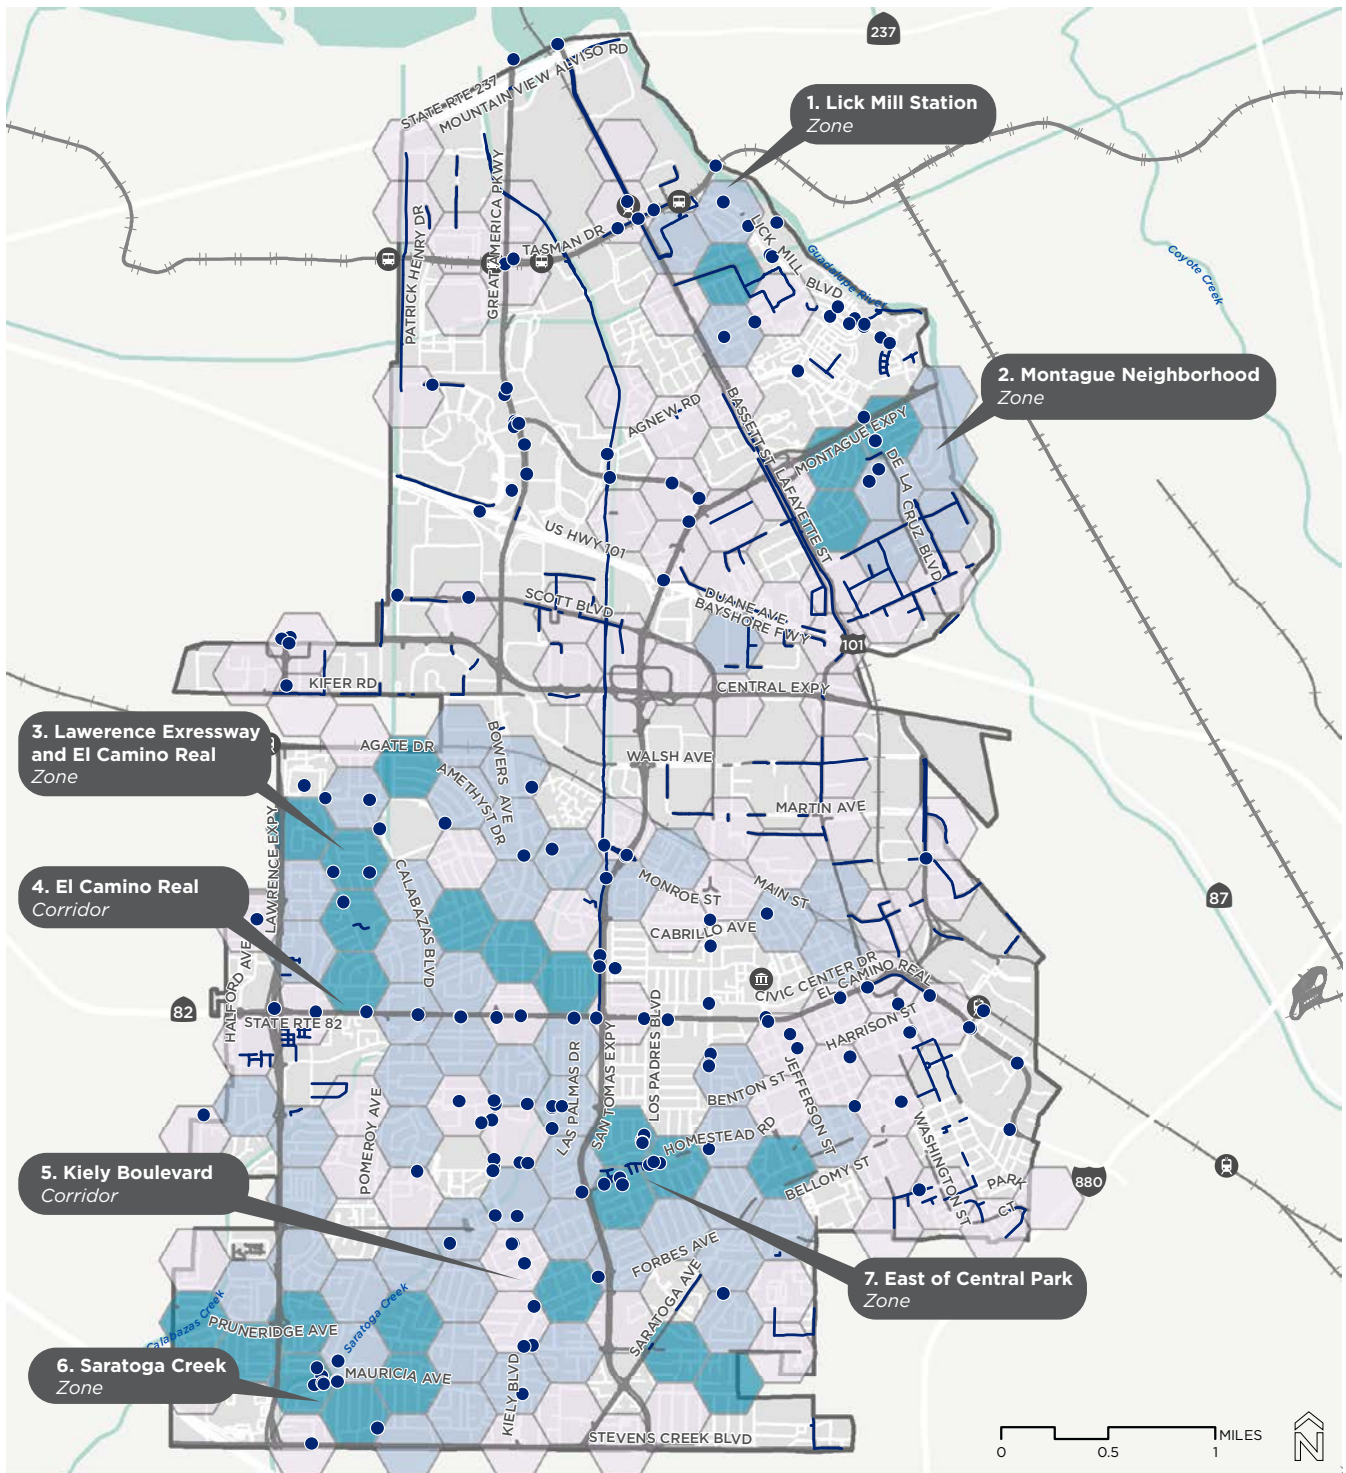 237
STATE RTE 237
MOUNTAIN VIEW ALVISO RD
1. Lick Mill Station
Zone
PATRICK HENRY DR
GREAT AMERICA PKWY
TASMAN DR
LICK MILL BLVD
Guadalupe River
Coyote Creek
2. Montague Neighborhood
Zone
AGNEW RD
BASSETT ST
LAFAYETTE ST
MONTAGUE EXPY
DE LA CRUZ BLVD
US HWY 101
SCOTT BLVD
DUANE AVE
BAYSHORE FWY
101
KIFER RD
CENTRAL EXPY
3. Lawerence Exressway
and El Camino Real
Zone
AGATE DR
BOWERS AVE
AMETHYST DR
WALSH AVE
MARTIN AVE
LAWRENCE EXPY
CALABAZAS BLVD
4. El Camino Real
Corridor
MONROE ST
MAIN ST
CABRILLO AVE
87
HALFORD AVE
CIVIC CENTER DR
EL CAMINO REAL
82
STATE RTE 82
LOS PADRES BLVD
HARRISON ST
POMEROY AVE
LAS PALMAS DR
SAN TOMAS EXPY
BENTON ST
JEFFERSON ST
HOMESTEAD RD
WASHINGTON ST
BELLOMY ST
PARK CT
880
5. Kiely Boulevard
Corridor
FORBES AVE
SARATOGA AVE
7. East of Central Park
Zone
Calabazas Creek
PRUNERIDGE AVE
Saratoga Creek
6. Saratoga Creek
Zone
MAURICIA AVE
KIELY BLVD
STEVENS CREEK BLVD
MILES
0 0.5 1
N